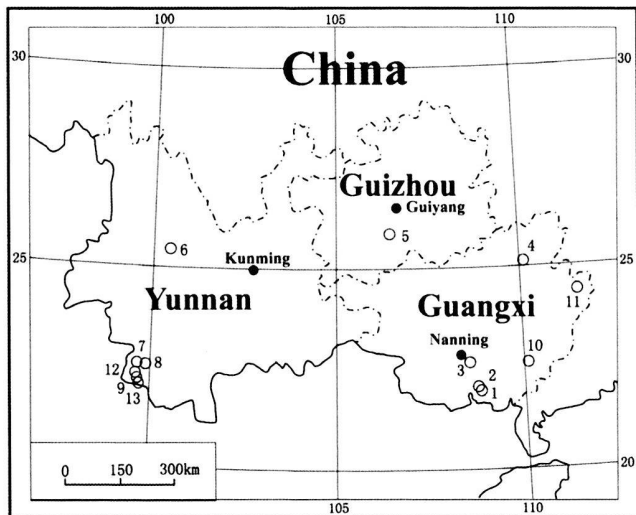 100 105 110
30 China 30
Guizhou
Guiyang
5
6 4
25 Kunming 25
Yunnan Guangxi 11
7 Nanning 10
12 8 3
9 2
13 1
0 150 300km
20
105 110